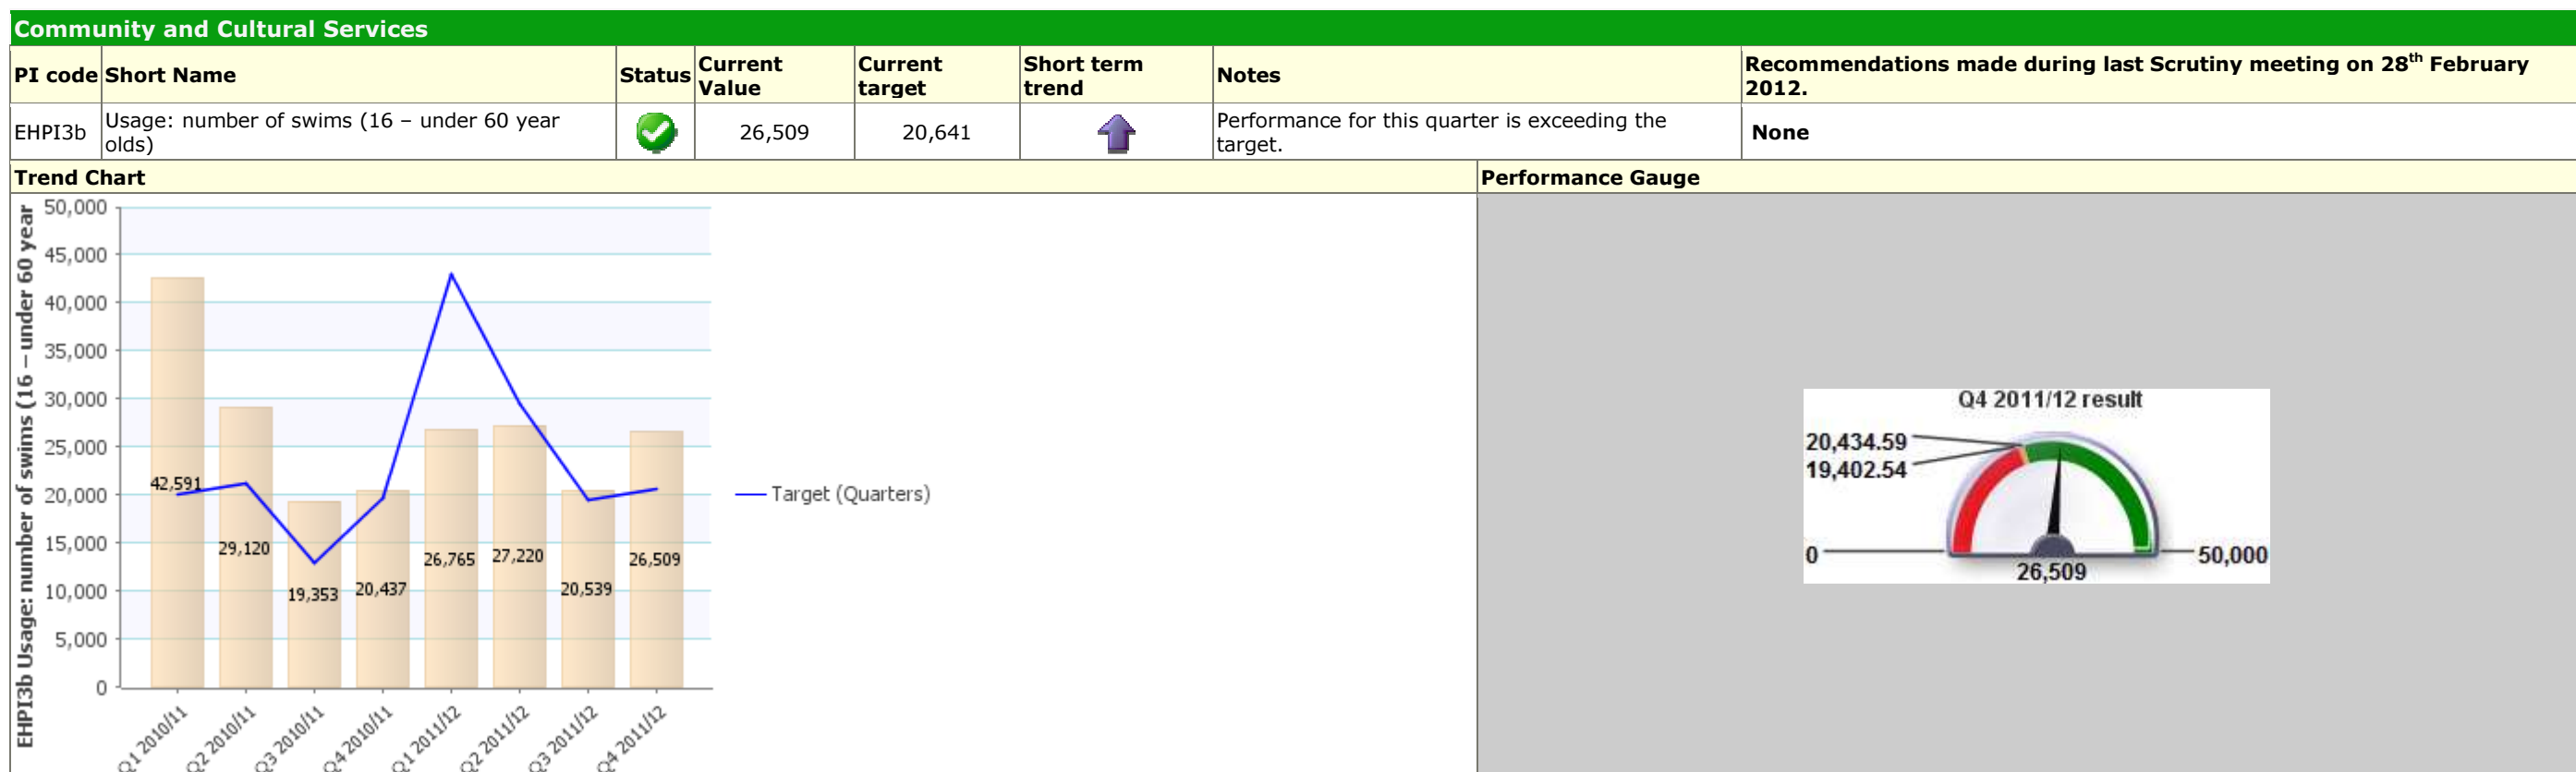 Community and Cultural Services
PI code Short Name Status Current Value Current target Short term trend Notes Recommendations made during last Scrutiny meeting on 28th February 2012.
EHPI3b Usage: number of swims (16 – under 60 year olds) 26,509 20,641 Performance for this quarter is exceeding the target. None
Trend Chart
Performance Gauge
EHPI3b Usage: number of swims (16 – under 60 year
50,000
45,000
40,000
35,000
30,000
25,000
20,000
15,000
10,000
5,000
0
42,591
29,120
19,353
20,437
26,765
27,220
20,539
26,509
Q1 2010/11
Q2 2010/11
Q3 2010/11
Q4 2010/11
Q1 2011/12
Q2 2011/12
Q3 2011/12
Q4 2011/12
Target (Quarters)
Q4 2011/12 result
20,434.59
19,402.54
0
50,000
26,509